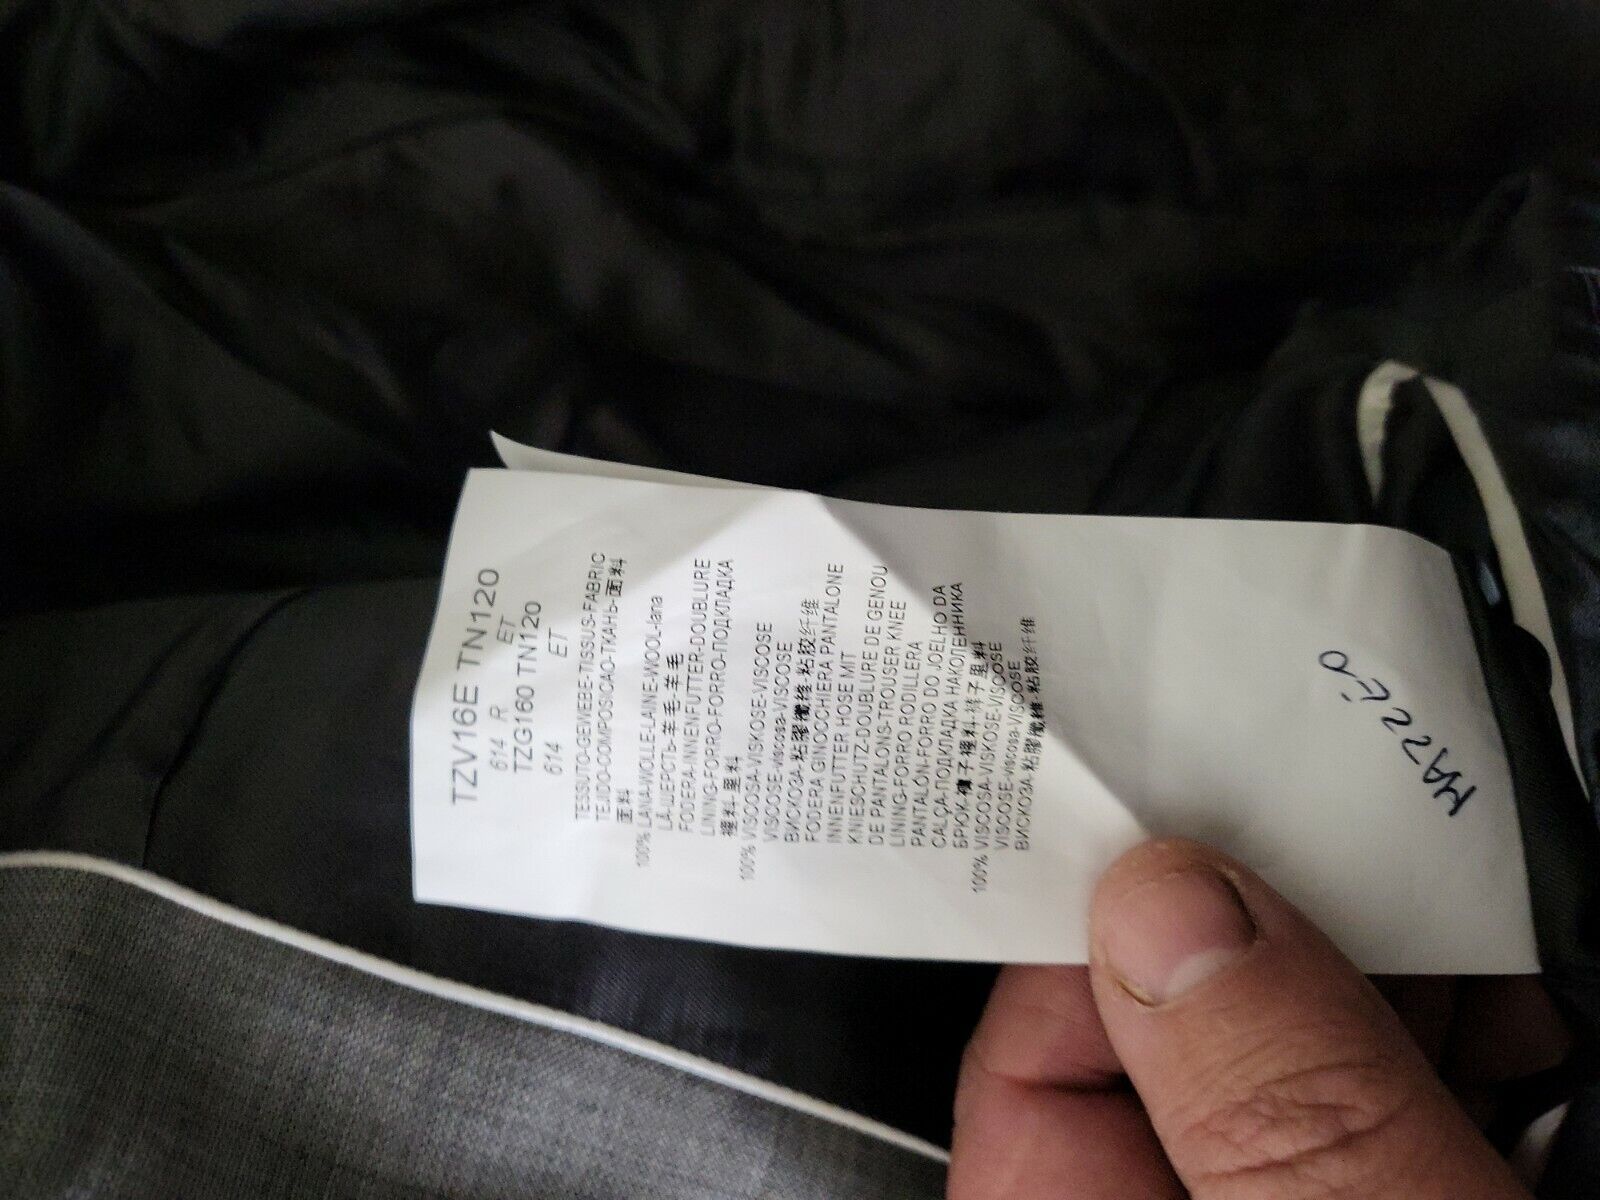 TZV16E TN120
614 R ET
TZG160 TN120
614 ET
TESSUTO-GEWEBE-TISSUS-FABRIC
TEJIDO-COMPOSICAO-ТКАНЬ-面料
面料
100% LANA-WOLLE-LAINE-WOOL-lana
LÃ-ШЕРСТЬ-羊毛-羊毛
FODERA-INNENFUTTER-DOUBLURE
LINING-FORRO-FORRO-ПОДКЛАДКА
裡料-里料
100% VISCOSA-VISKOSE-VISCOSE
VISCOSE-viscosa-VISCOSE
ВИСКОЗА-粘膠纖維-粘胶纤维
FODERA GINOCCHIERA PANTALONE
INNENFUTTER HOSE MIT
KNIESCHUTZ-DOUBLURE DE GENOU
DE PANTALONS-TROUSER KNEE
LINING-FORRO RODILLERA
PANTALÓN-FORRO DO JOELHO DA
CALÇA-ПОДКЛАДКА НАКОЛЕННИКА
БРЮК-褲子裡料-裤子里料
100% VISCOSA-VISKOSE-VISCOSE
VISCOSE-viscosa-VISCOSE
ВИСКОЗА-粘膠纖維-粘胶纤维